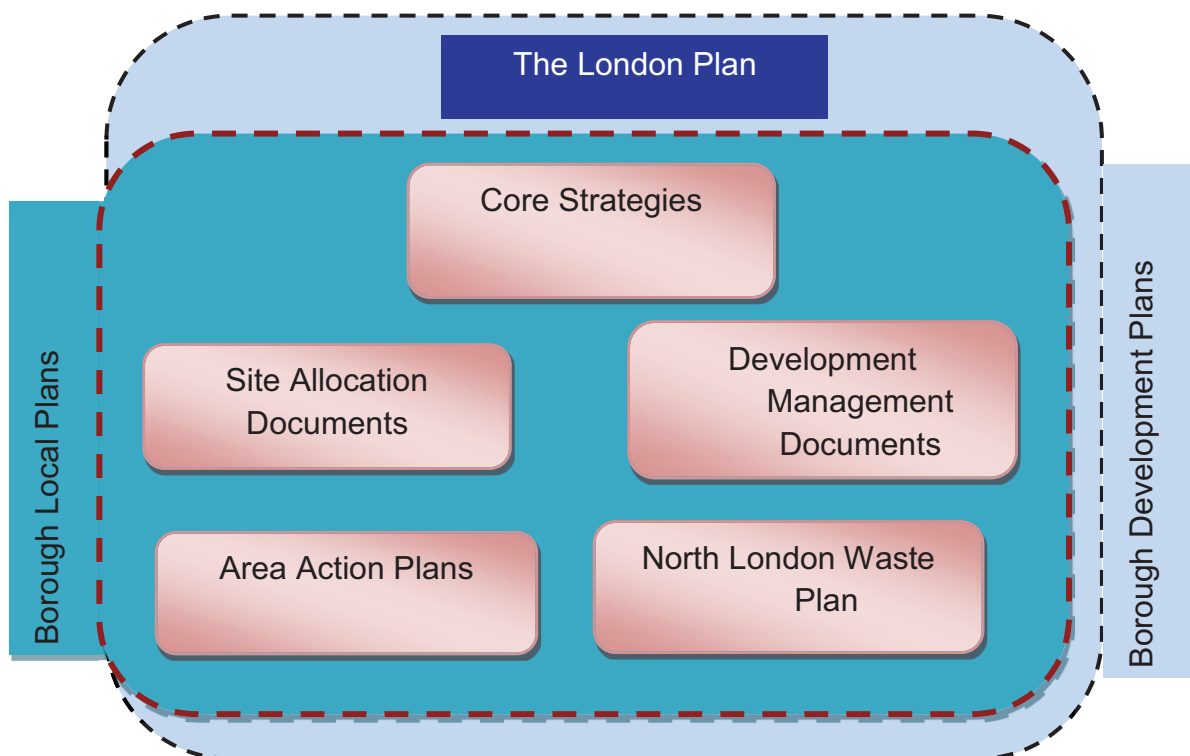 The London Plan
Core Strategies
Site Allocation
Documents
Development
Management
Documents
Area Action Plans
North London Waste
Plan
Borough Local Plans
Borough Development Plans